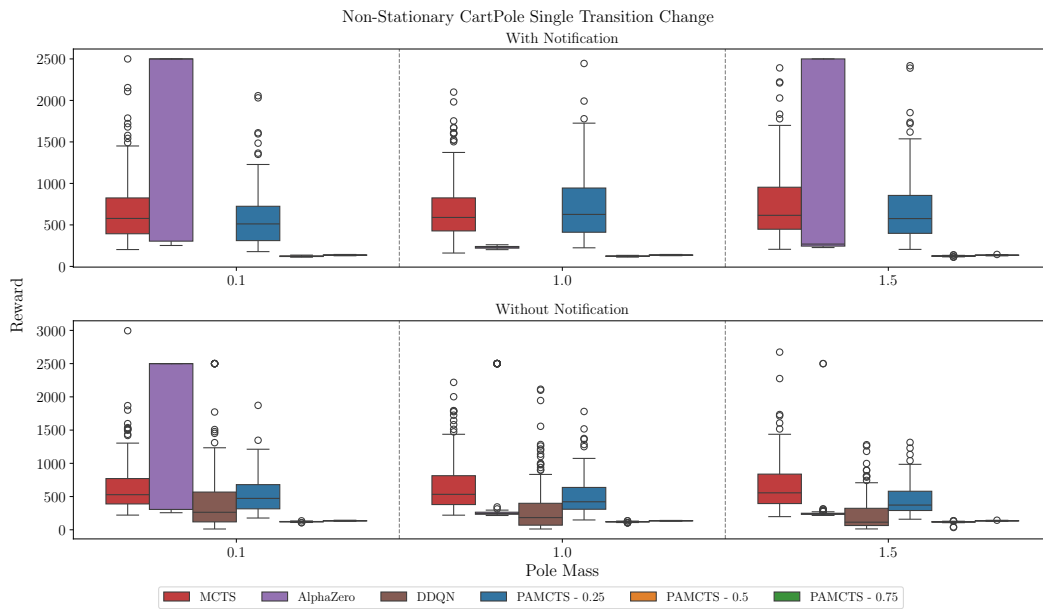 Non-Stationary CartPole Single Transition Change
With Notification
2500
2000
1500
1000
500
0
0.1 1.0 1.5
Reward
Without Notification
3000
2500
2000
1500
1000
500
0
0.1 1.0 1.5
Pole Mass
MCTS AlphaZero DDQN PAMCTS - 0.25 PAMCTS - 0.5 PAMCTS - 0.75